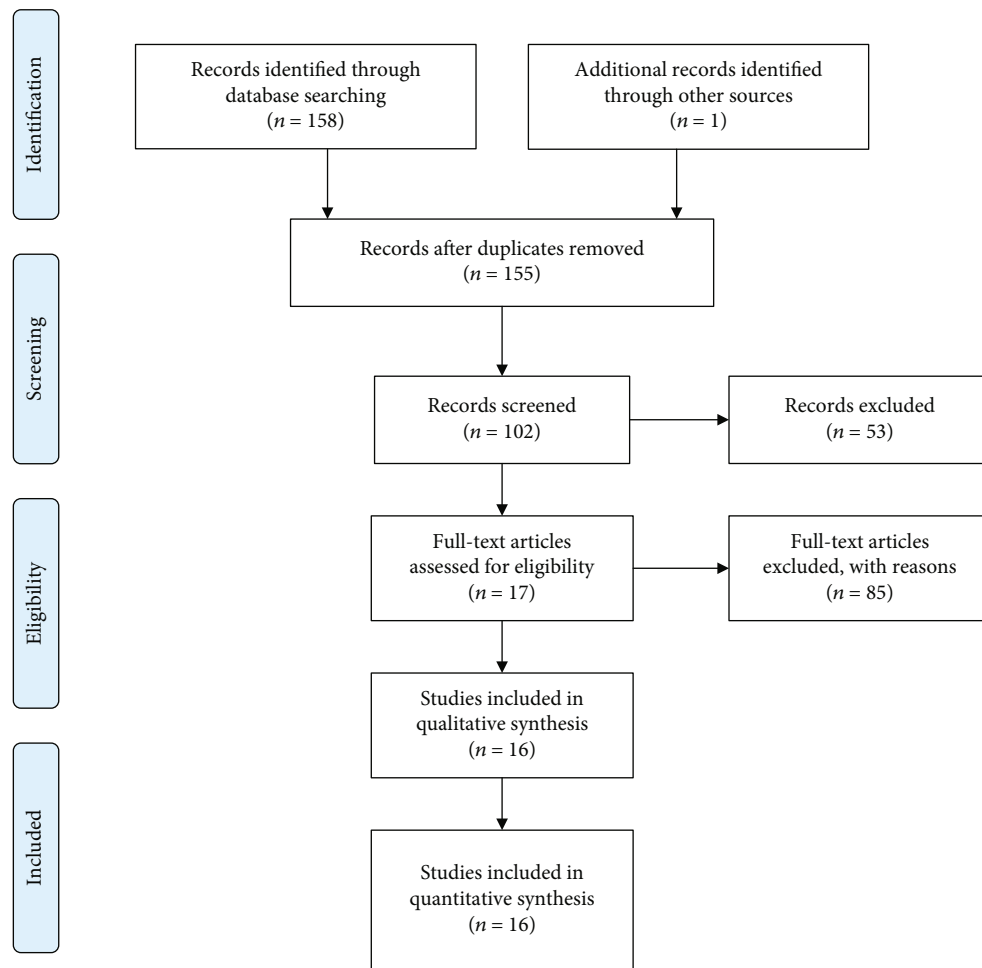 Identification
Records identified through
database searching
(n = 158)
Additional records identified
through other sources
(n = 1)
Records after duplicates removed
(n = 155)
Screening
Records screened
(n = 102)
Records excluded
(n = 53)
Eligibility
Full-text articles
assessed for eligibility
(n = 17)
Full-text articles
excluded, with reasons
(n = 85)
Studies included in
qualitative synthesis
(n = 16)
Included
Studies included in
quantitative synthesis
(n = 16)